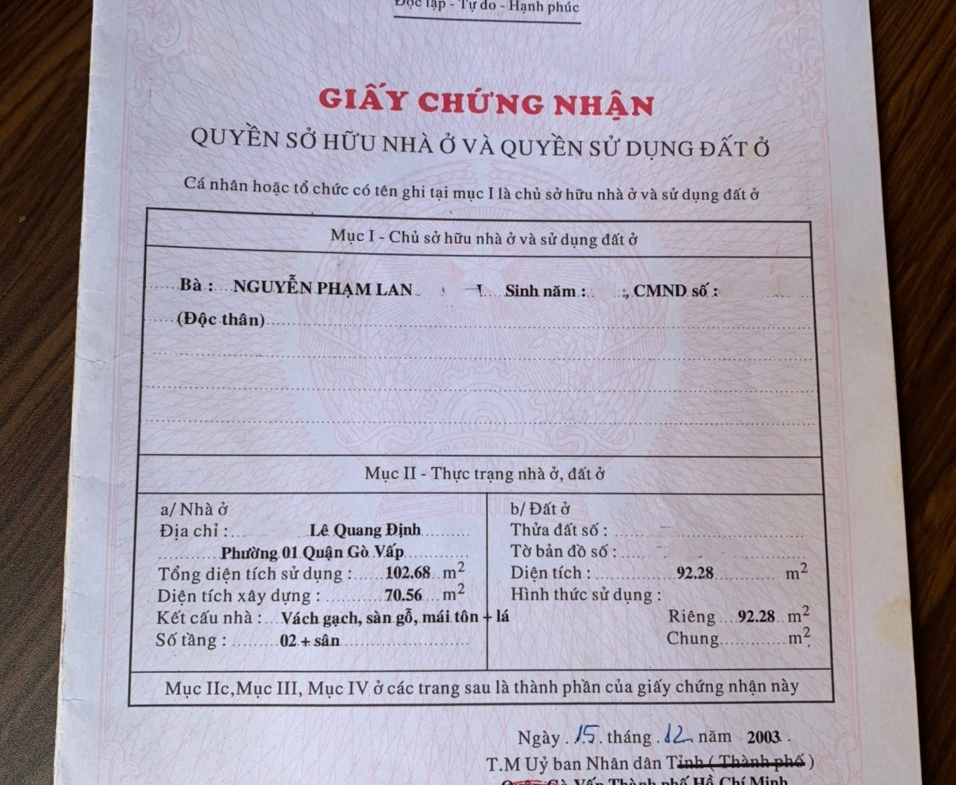 Độc lập - Tự do - Hạnh phúc
GIẤY CHỨNG NHẬN
QUYỀN SỞ HỮU NHÀ Ở VÀ QUYỀN SỬ DỤNG ĐẤT Ở
Cá nhân hoặc tổ chức có tên ghi tại mục I là chủ sở hữu nhà ở và sử dụng đất ở
Mục I - Chủ sở hữu nhà ở và sử dụng đất ở
Bà : NGUYỄN PHẠM LAN Sinh năm : , CMND số :
(Độc thân)
Mục II - Thực trạng nhà ở, đất ở
a/ Nhà ở
Địa chỉ : Lê Quang Định
Phường 01 Quận Gò Vấp
Tổng diện tích sử dụng : 102.68 m²
Diện tích xây dựng : 70.56 m²
Kết cấu nhà : Vách gạch, sàn gỗ, mái tôn + lá
Số tầng : 02 + sân
b/ Đất ở
Thửa đất số :
Tờ bản đồ số :
Diện tích : 92.28 m²
Hình thức sử dụng :
Riêng 92.28 m²
Chung m²
Mục IIc,Mục III, Mục IV ở các trang sau là thành phần của giấy chứng nhận này
Ngày 15 tháng 12 năm 2003
T.M Uỷ ban Nhân dân Tỉnh ( Thành phố )
Gò Vấp Thành phố Hồ Chí Minh